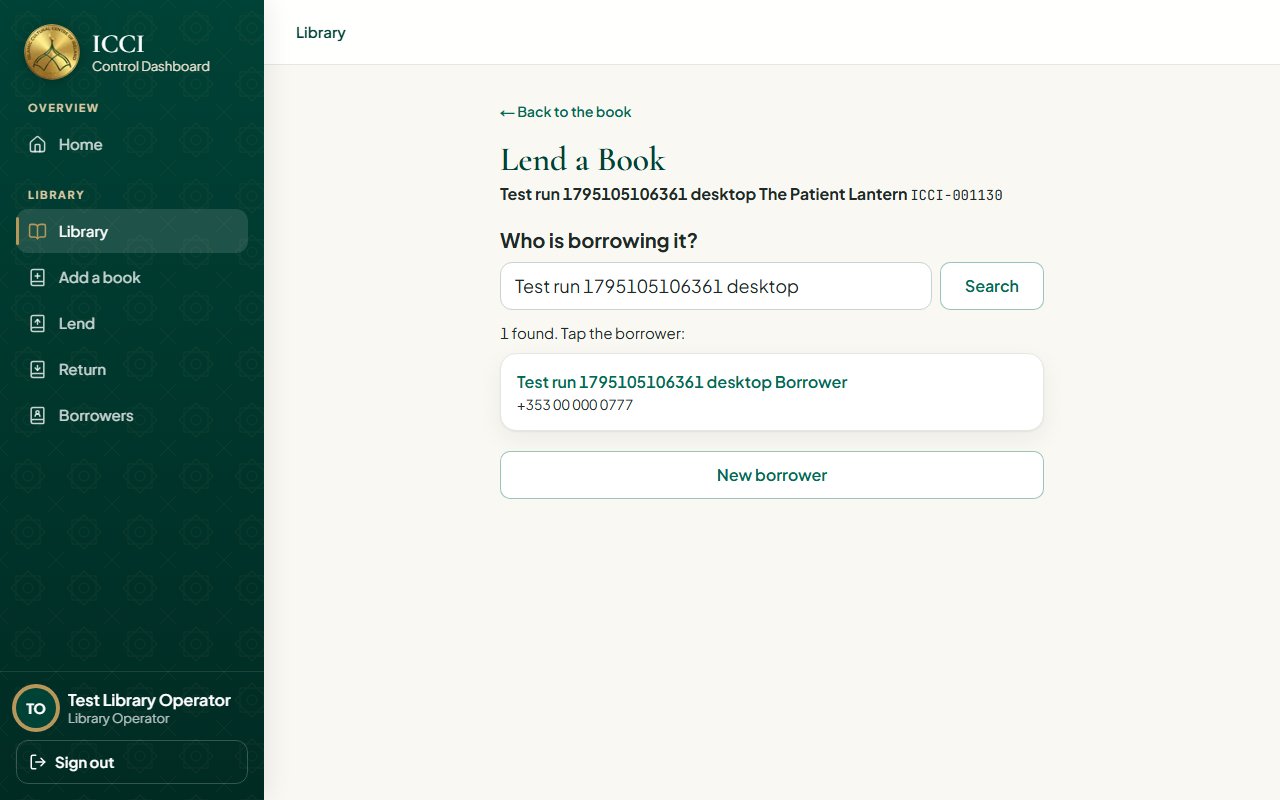 ICCI
Control Dashboard
OVERVIEW
Home
LIBRARY
Library
Add a book
Lend
Return
Borrowers
TO
Test Library Operator
Library Operator
Sign out
Library
← Back to the book
Lend a Book
Test run 1795105106361 desktop The Patient Lantern ICCI-001130
Who is borrowing it?
Test run 1795105106361 desktop
Search
1 found. Tap the borrower:
Test run 1795105106361 desktop Borrower
+353 00 000 0777
New borrower